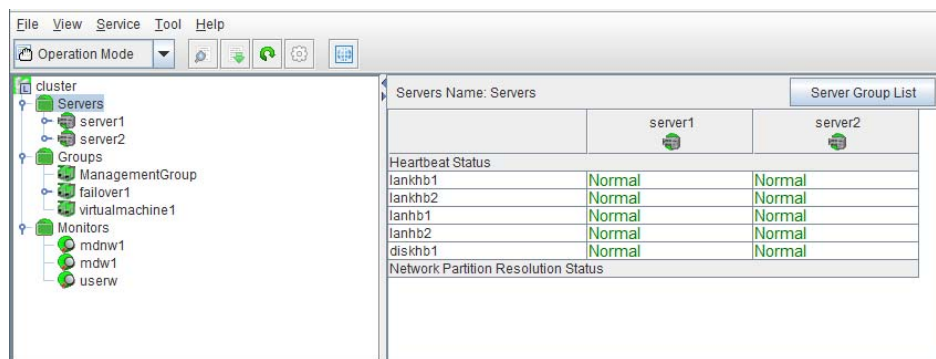 File View Service Tool Help
Operation Mode
cluster
Servers
server1
server2
Groups
ManagementGroup
failover1
virtualmachine1
Monitors
mdnw1
mdw1
userw
Servers Name: Servers Server Group List
server1 server2
Heartbeat Status
lankhb1 Normal Normal
lankhb2 Normal Normal
lanhb1 Normal Normal
lanhb2 Normal Normal
diskhb1 Normal Normal
Network Partition Resolution Status